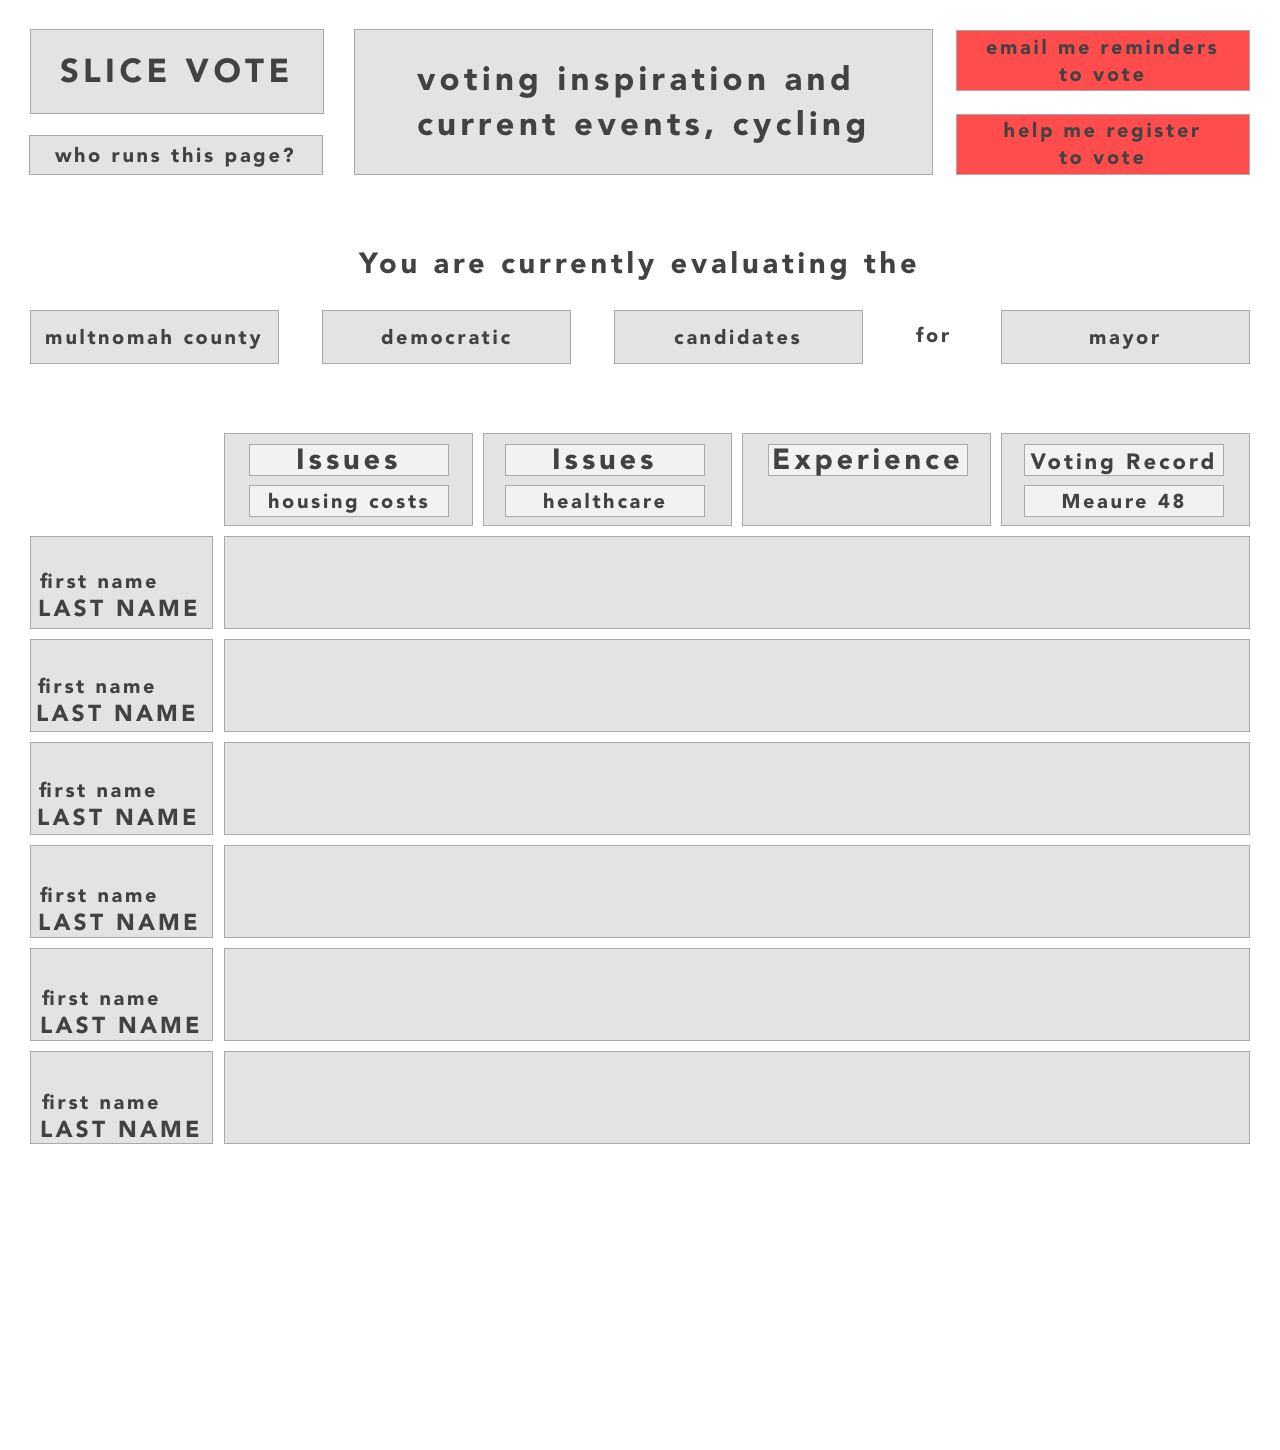 SLICE VOTE
who runs this page?
voting inspiration and
current events, cycling
email me reminders
to vote
help me register
to vote
You are currently evaluating the
multnomah county
democratic
candidates
for
mayor
Issues
housing costs
Issues
healthcare
Experience
Voting Record
Meaure 48
first name
LAST NAME
first name
LAST NAME
first name
LAST NAME
first name
LAST NAME
first name
LAST NAME
first name
LAST NAME